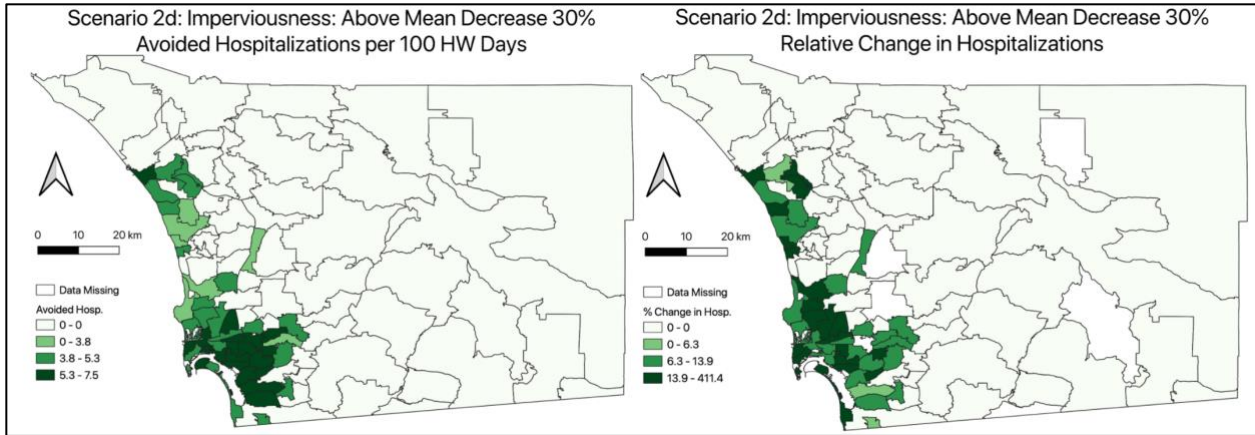 Scenario 2d: Imperviousness: Above Mean Decrease 30%
Avoided Hospitalizations per 100 HW Days
0 10 20 km
Data Missing
Avoided Hosp.
0 - 0
0 - 3.8
3.8 - 5.3
5.3 - 7.5
Scenario 2d: Imperviousness: Above Mean Decrease 30%
Relative Change in Hospitalizations
0 10 20 km
Data Missing
% Change in Hosp.
0 - 0
0 - 6.3
6.3 - 13.9
13.9 - 411.4